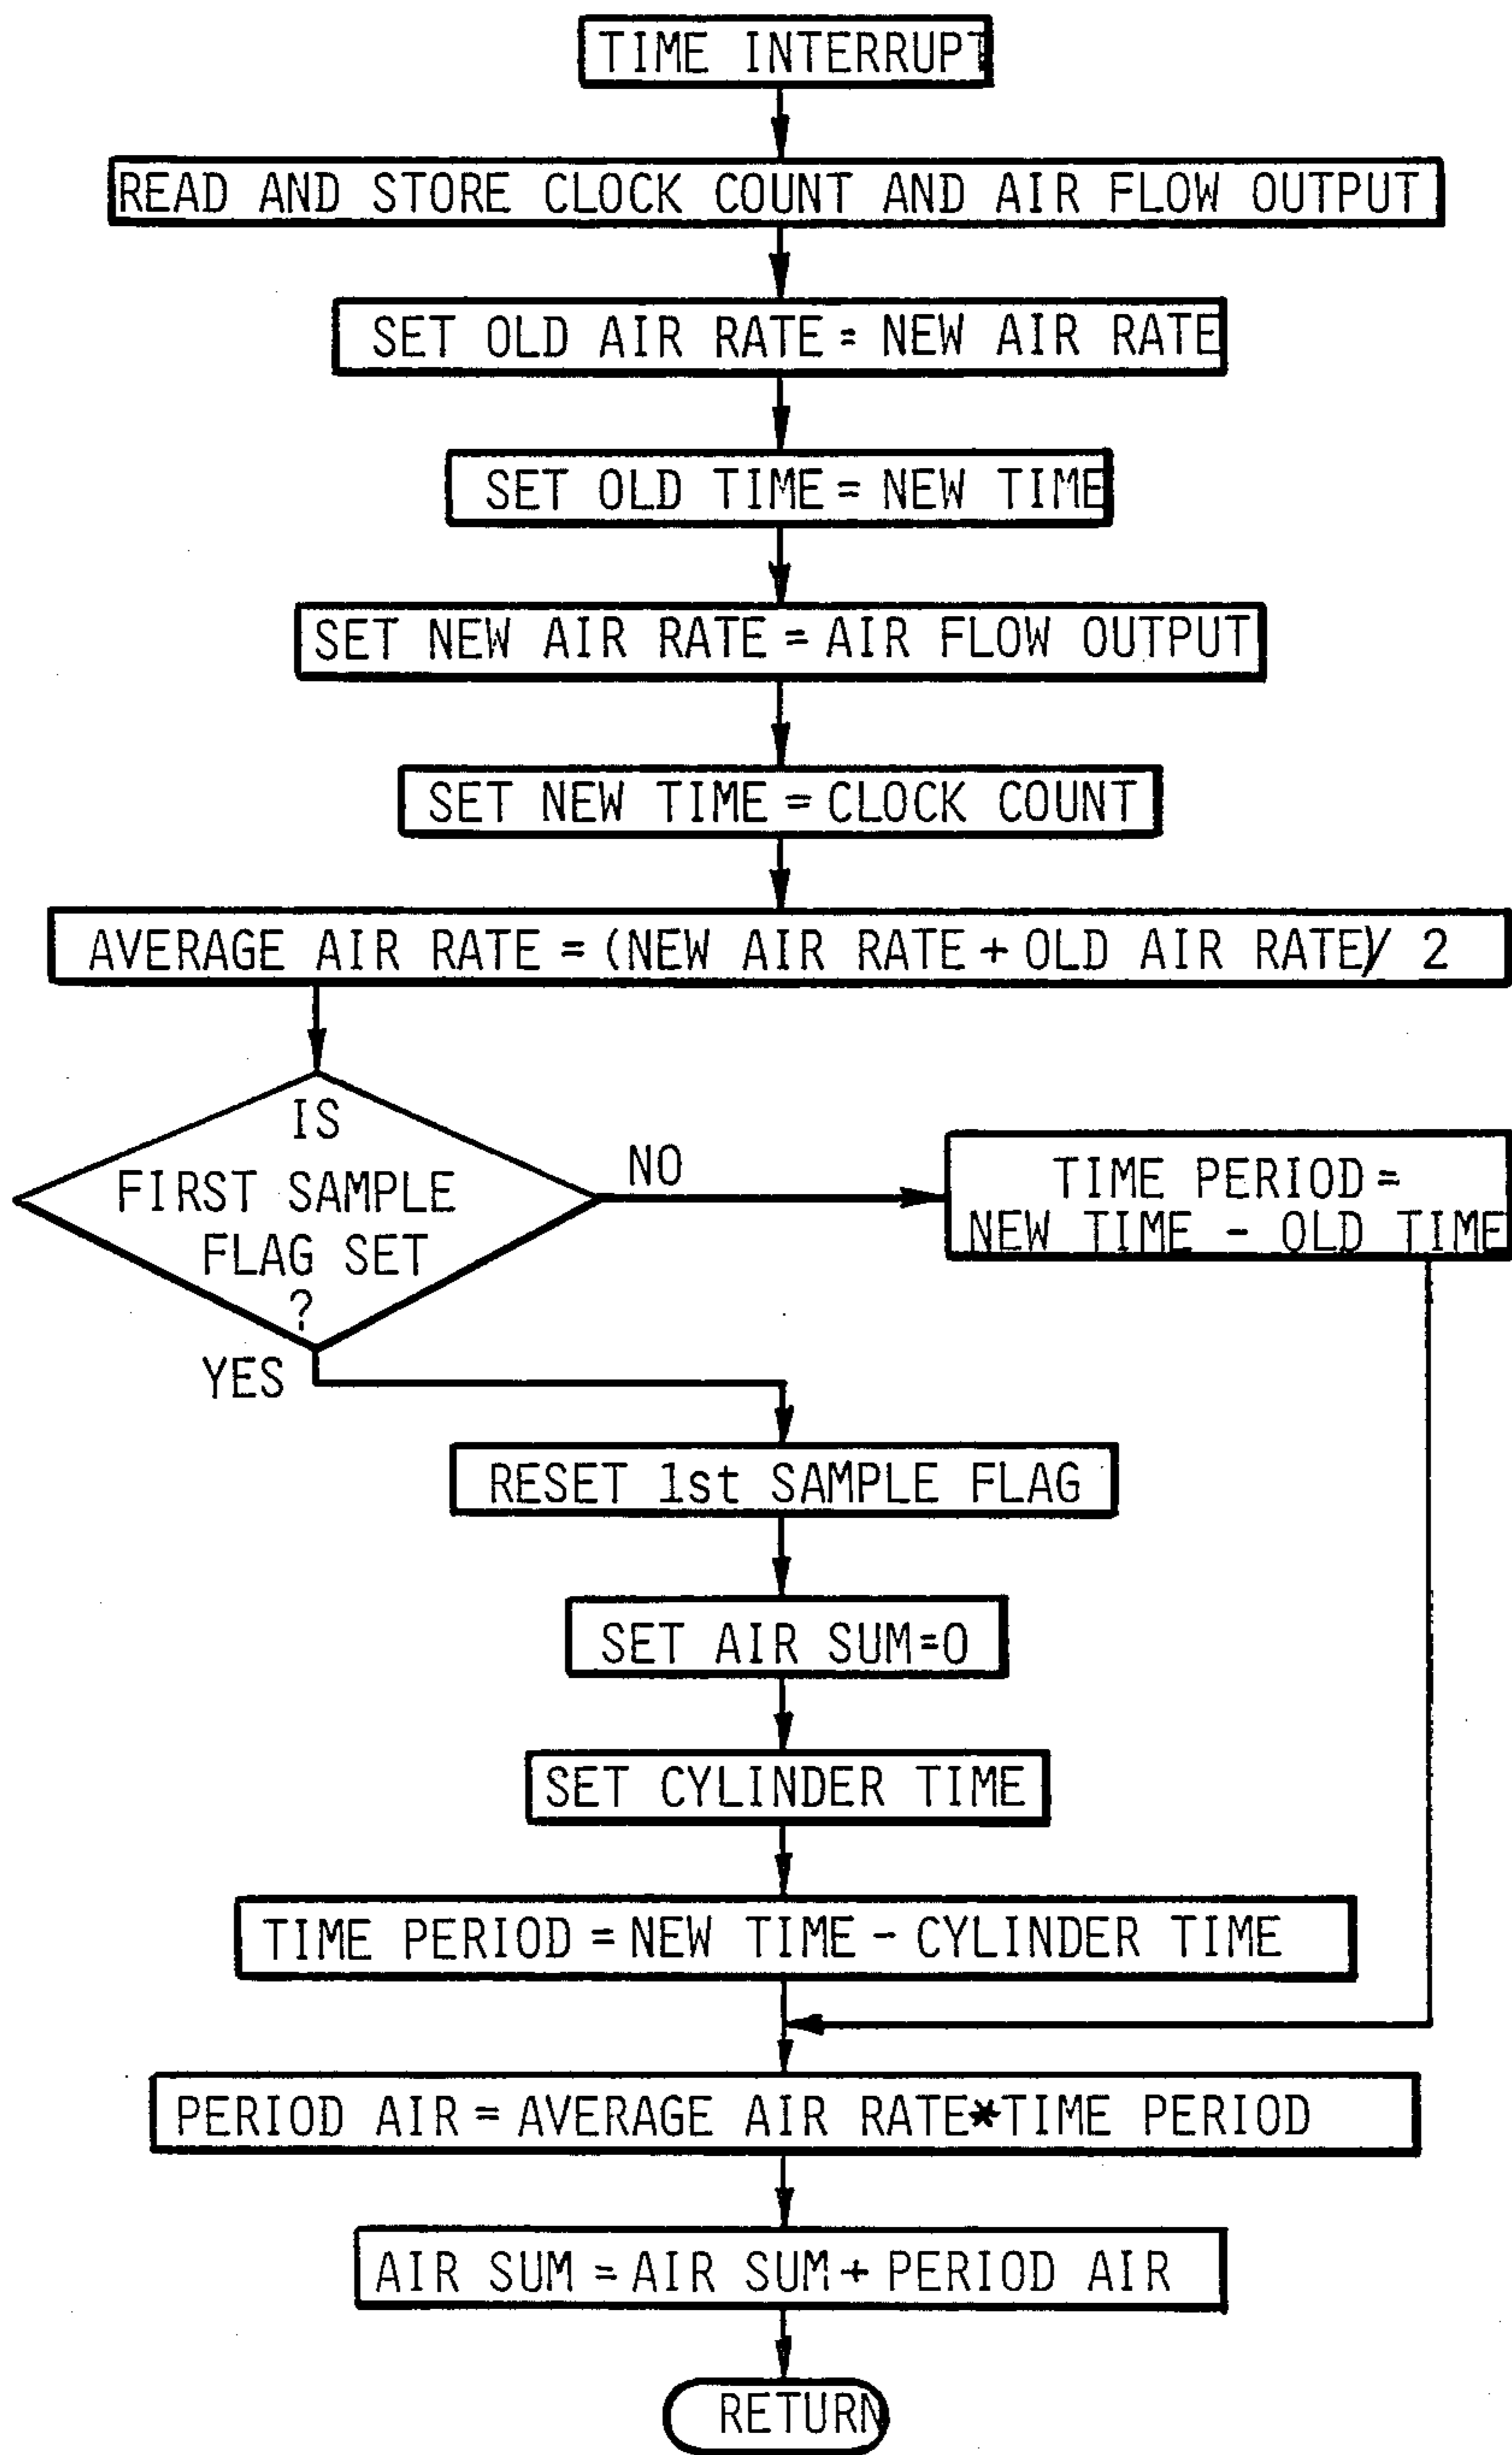 TIME INTERRUPT
READ AND STORE CLOCK COUNT AND AIR FLOW OUTPUT
SET OLD AIR RATE = NEW AIR RATE
SET OLD TIME = NEW TIME
SET NEW AIR RATE = AIR FLOW OUTPUT
SET NEW TIME = CLOCK COUNT
AVERAGE AIR RATE = (NEW AIR RATE + OLD AIR RATE) / 2
IS
FIRST SAMPLE
FLAG SET
?
NO
TIME PERIOD =
NEW TIME - OLD TIME
YES
RESET 1st SAMPLE FLAG
SET AIR SUM=0
SET CYLINDER TIME
TIME PERIOD = NEW TIME - CYLINDER TIME
PERIOD AIR = AVERAGE AIR RATE*TIME PERIOD
AIR SUM = AIR SUM + PERIOD AIR
RETURN